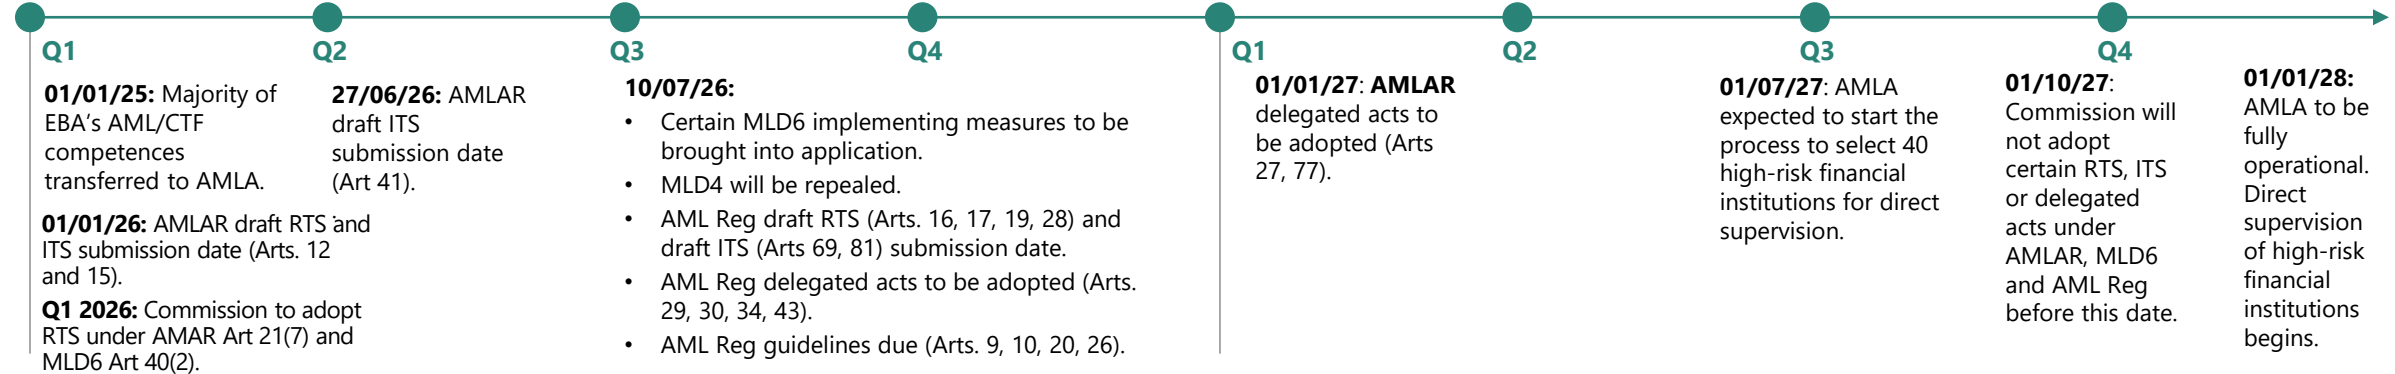 Q1
Q2
Q3
Q4
Q1
Q2
Q3
Q4
01/01/25: Majority of
EBA's AML/CTF
competences
transferred to AMLA.
01/01/26: AMLAR draft RTS and
ITS submission date (Arts. 12
and 15).
Q1 2026: Commission to adopt
RTS under AMAR Art 21(7) and
MLD6 Art 40(2).
27/06/26: AMLAR
draft ITS
submission date
(Art 41).
10/07/26:
• Certain MLD6 implementing measures to be
brought into application.
• MLD4 will be repealed.
• AML Reg draft RTS (Arts. 16, 17, 19, 28) and
draft ITS (Arts 69, 81) submission date.
• AML Reg delegated acts to be adopted (Arts.
29, 30, 34, 43).
• AML Reg guidelines due (Arts. 9, 10, 20, 26).
01/01/27: AMLAR
delegated acts to
be adopted (Arts
27, 77).
01/07/27: AMLA
expected to start the
process to select 40
high-risk financial
institutions for direct
supervision.
01/10/27:
Commission will
not adopt
certain RTS, ITS
or delegated
acts under
AMLAR, MLD6
and AML Reg
before this date.
01/01/28:
AMLA to be
fully
operational.
Direct
supervision
of high-risk
financial
institutions
begins.